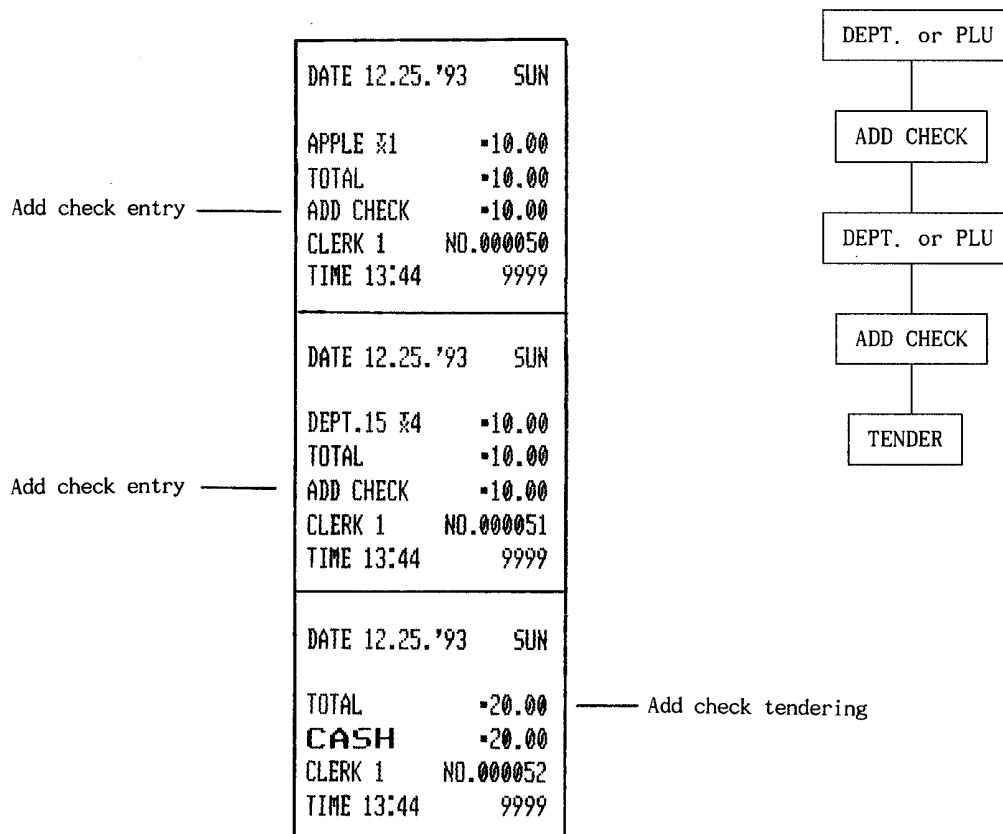 DATE 12.25.'93 SUN
APPLE TX1 ▪10.00
TOTAL ▪10.00
Add check entry
ADD CHECK ▪10.00
CLERK 1 NO.000050
TIME 13:44 9999
DATE 12.25.'93 SUN
DEPT.15 TX4 ▪10.00
TOTAL ▪10.00
Add check entry
ADD CHECK ▪10.00
CLERK 1 NO.000051
TIME 13:44 9999
DATE 12.25.'93 SUN
TOTAL ▪20.00
Add check tendering
CASH ▪20.00
CLERK 1 NO.000052
TIME 13:44 9999
DEPT. or PLU
ADD CHECK
DEPT. or PLU
ADD CHECK
TENDER